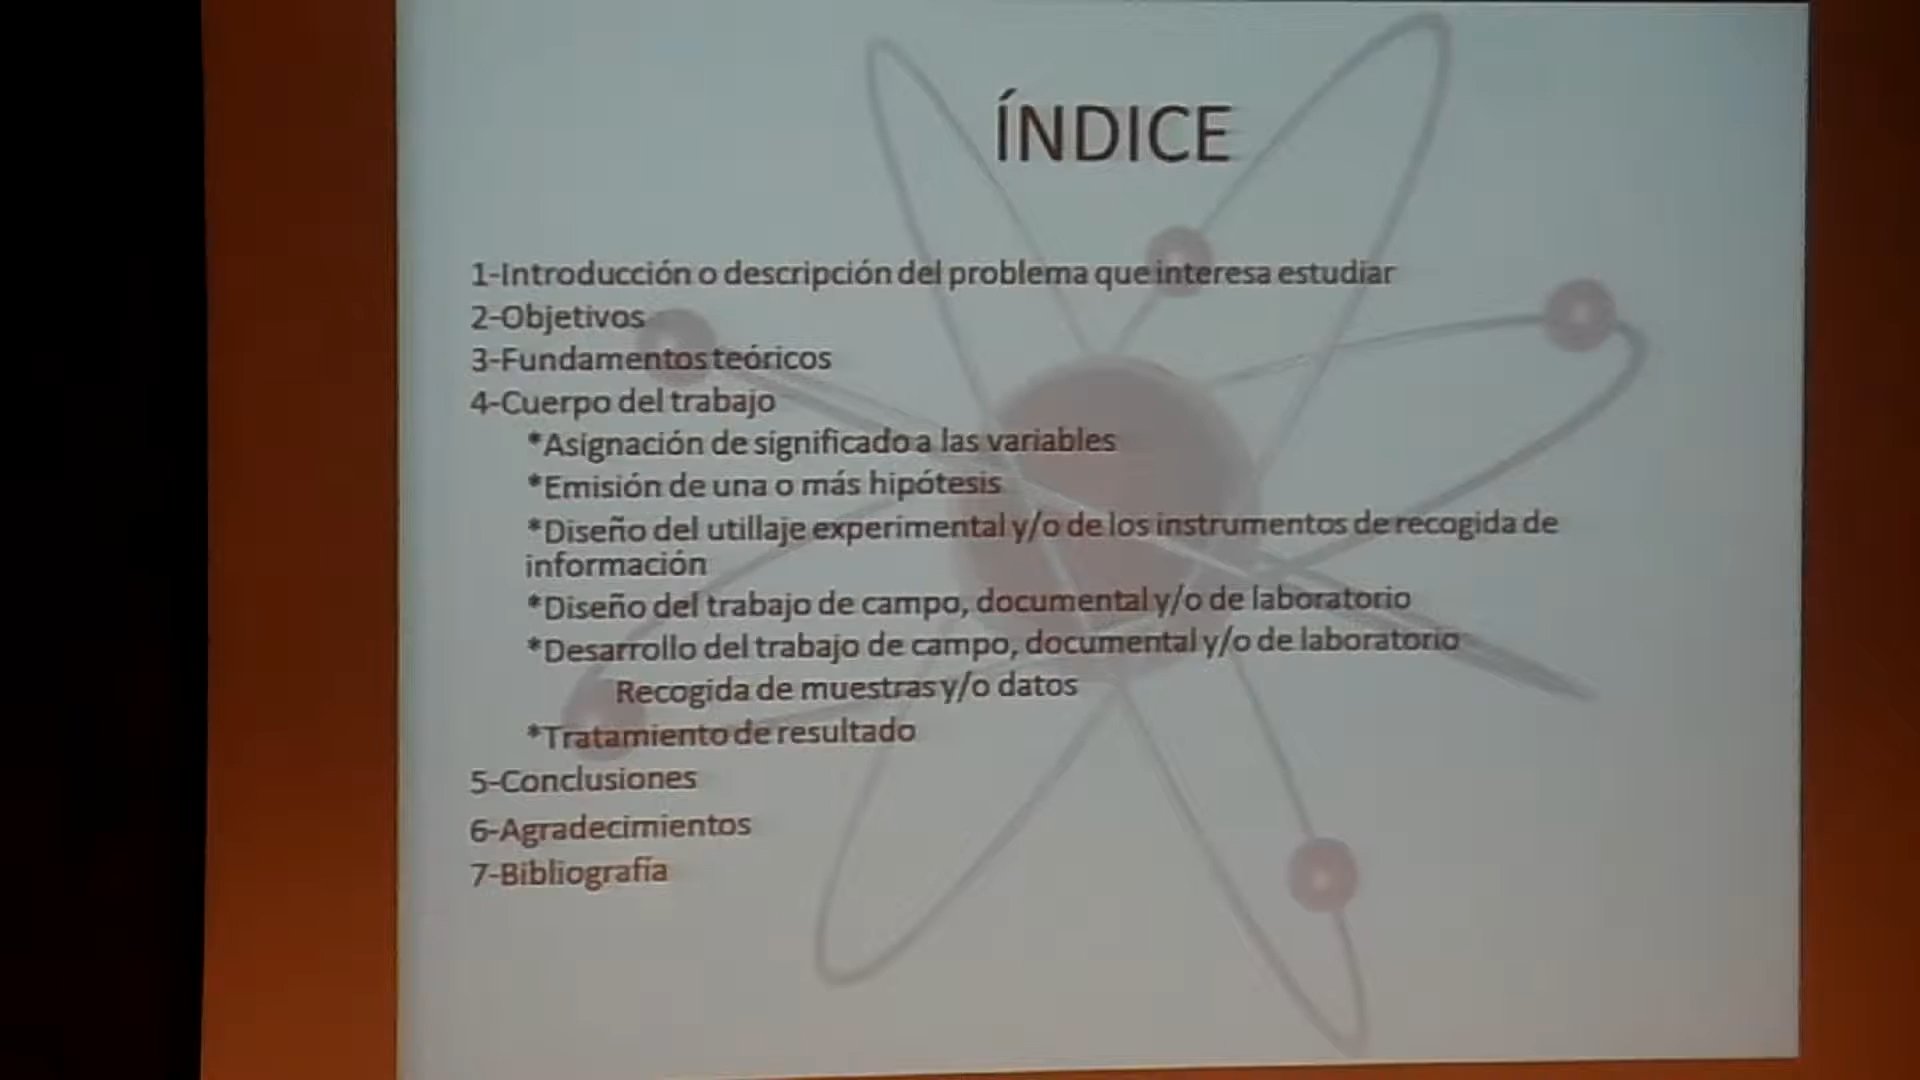 ÍNDICE
1-Introducción o descripción del problema que interesa estudiar
2-Objetivos
3-Fundamentos teóricos
4-Cuerpo del trabajo
*Asignación de significado a las variables
*Emisión de una o más hipótesis
*Diseño del utillaje experimental y/o de los instrumentos de recogida de
información
*Diseño del trabajo de campo, documental y/o de laboratorio
*Desarrollo del trabajo de campo, documental y/o de laboratorio
Recogida de muestras y/o datos
*Tratamiento de resultado
5-Conclusiones
6-Agradecimientos
7-Bibliografía